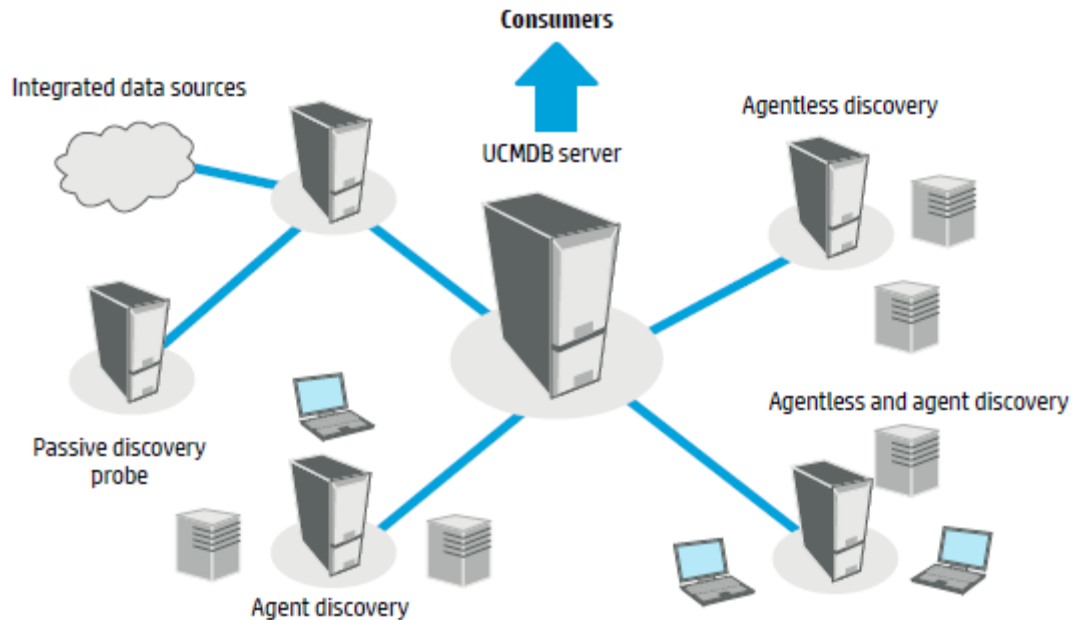 Consumers
Integrated data sources
Agentless discovery
UCMDB server
Agentless and agent discovery
Passive discovery
probe
Agent discovery